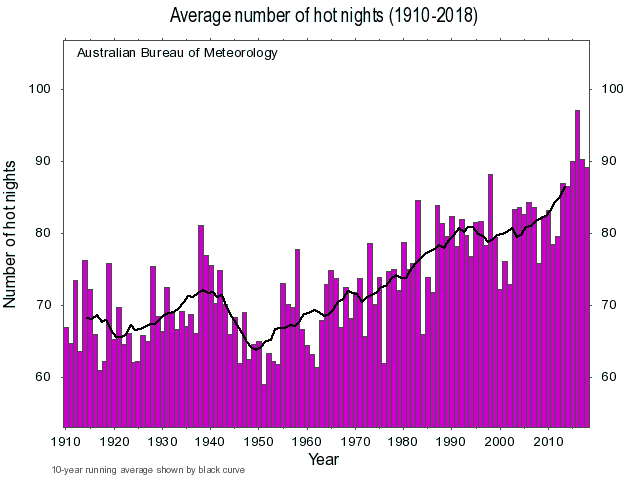 Average number of hot nights (1910-2018)
Australian Bureau of Meteorology
100 100
90 90
80 80
70 70
60 60
Number of hot nights
1910 1920 1930 1940 1950 1960 1970 1980 1990 2000 2010
Year
10-year running average shown by black curve